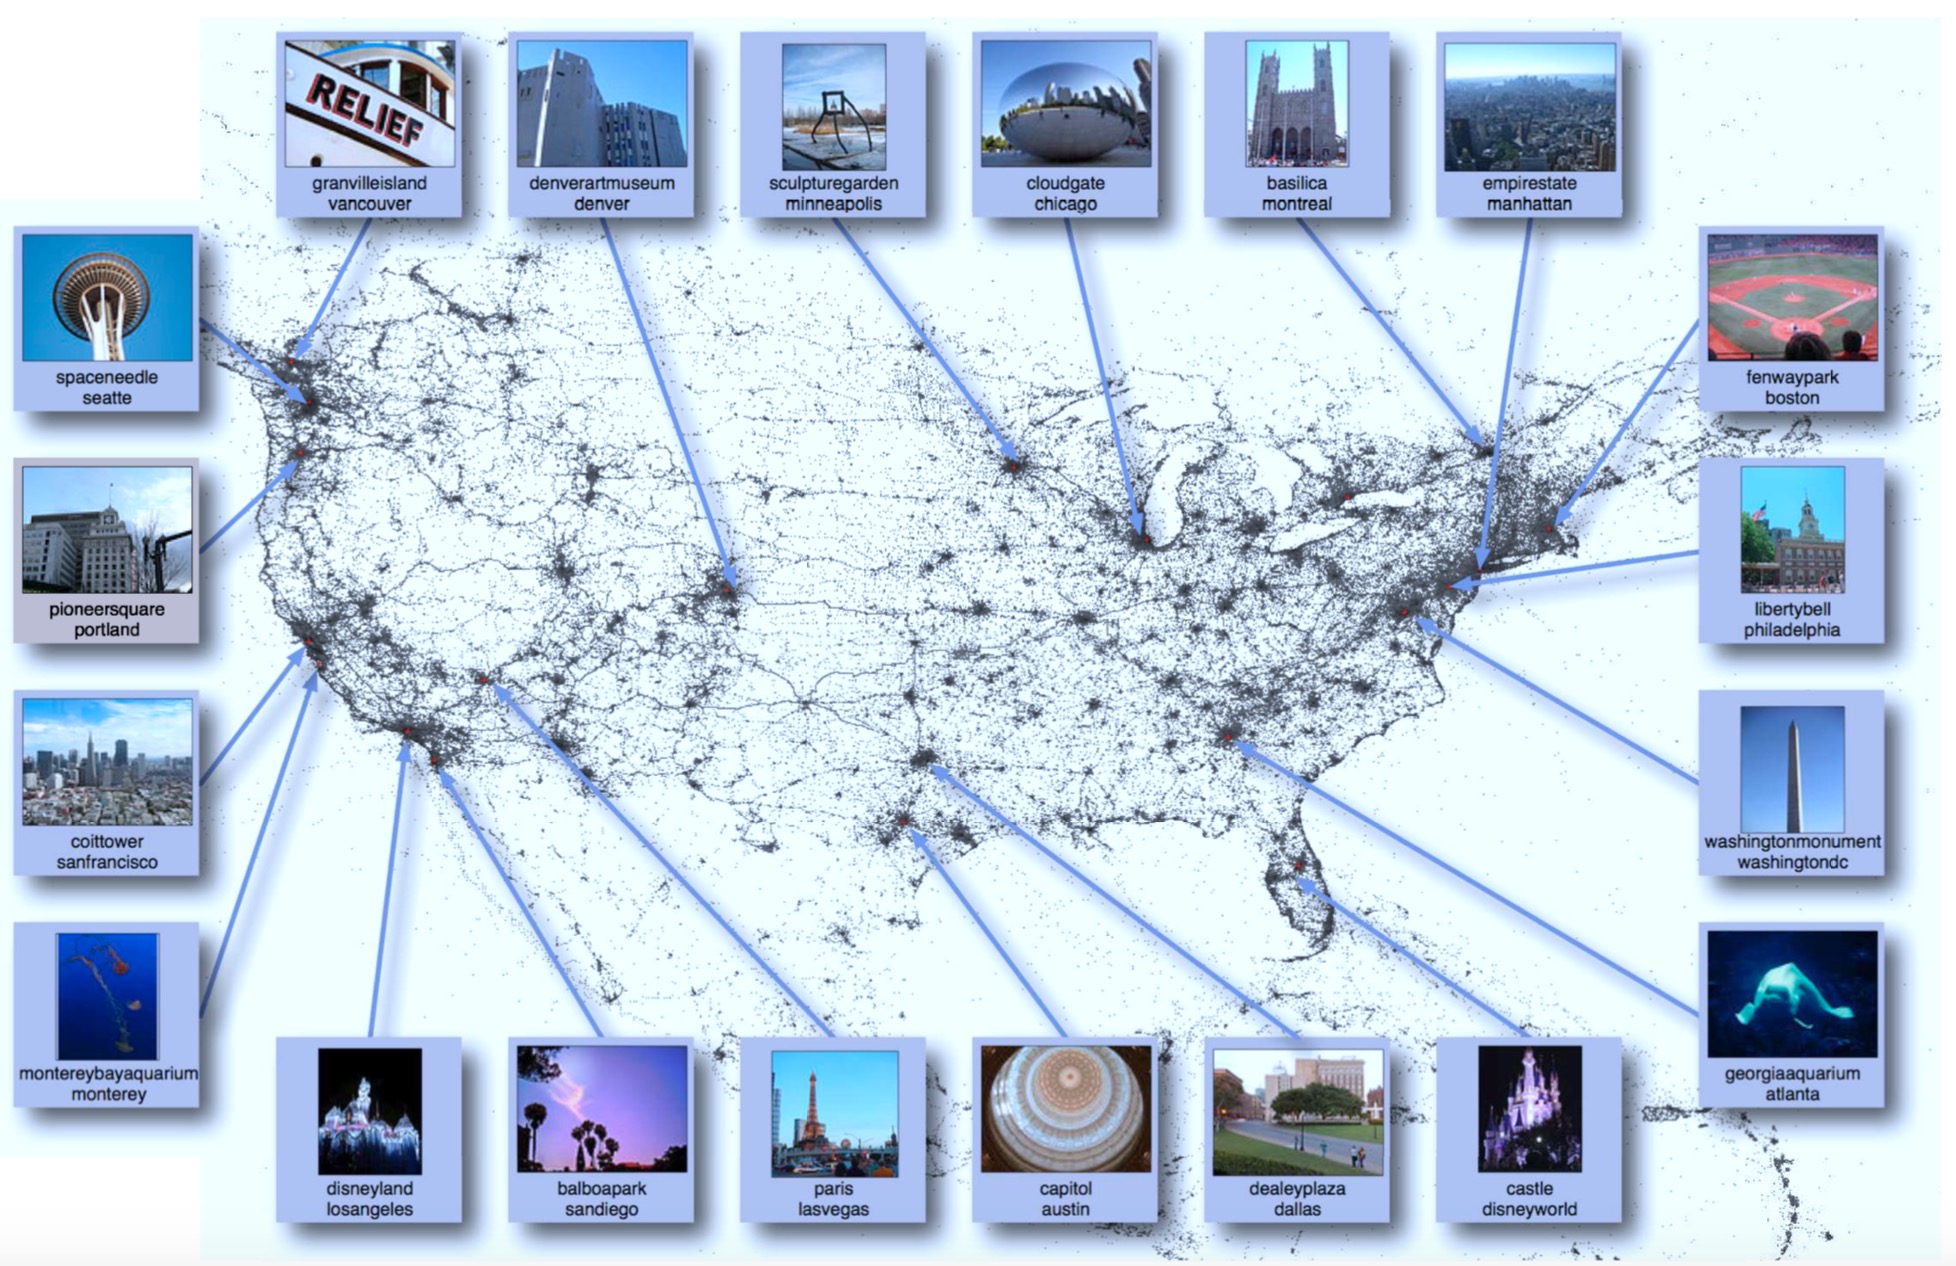 RELIEF
granvilleisland
vancouver
denverartmuseum
denver
sculpturegarden
minneapolis
cloudgate
chicago
basilica
montreal
empirestate
manhattan
spaceneedle
seatte
fenwaypark
boston
pioneersquare
portland
libertybell
philadelphia
coittower
sanfrancisco
washingtonmonument
washingtondc
montereybayaquarium
monterey
georgiaaquarium
atlanta
disneyland
losangeles
balboapark
sandiego
paris
lasvegas
capitol
austin
dealeyplaza
dallas
castle
disneyworld